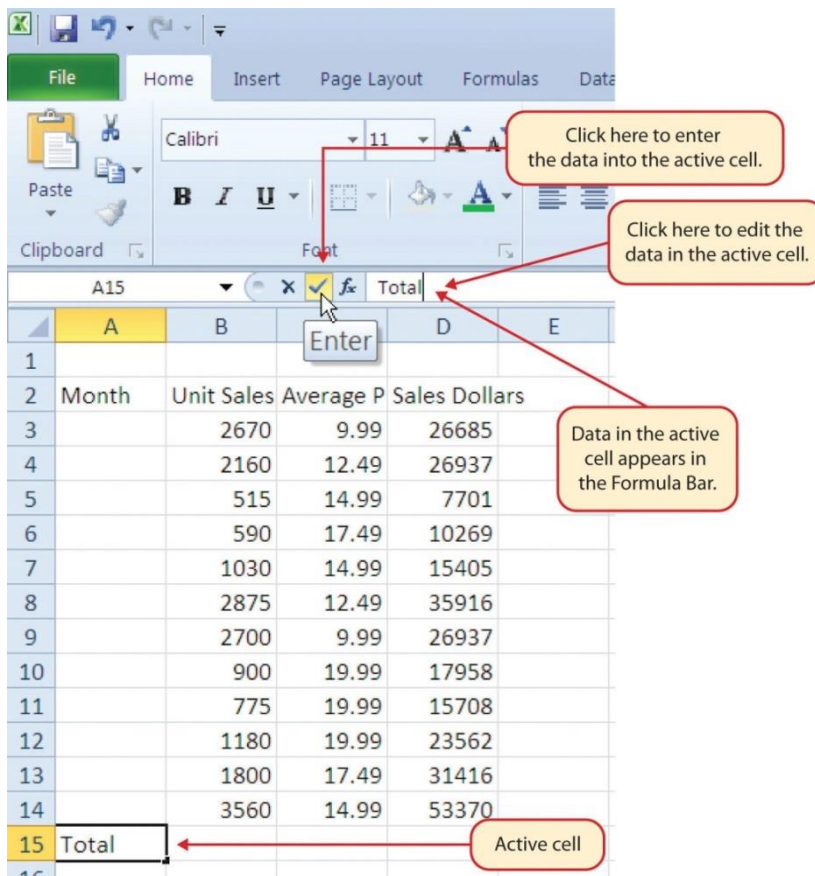 File Home Insert Page Layout Formulas Data
Calibri 11 A A
Click here to enter
the data into the active cell.
Paste B I U A
Click here to edit the
data in the active cell.
Clipboard Font
A15 fx Total
Enter
A B D E
1
2 Month Unit Sales Average P Sales Dollars
3 2670 9.99 26685
4 2160 12.49 26937
5 515 14.99 7701
6 590 17.49 10269
7 1030 14.99 15405
8 2875 12.49 35916
9 2700 9.99 26937
10 900 19.99 17958
11 775 19.99 15708
12 1180 19.99 23562
13 1800 17.49 31416
14 3560 14.99 53370
15 Total
Data in the active
cell appears in
the Formula Bar.
Active cell